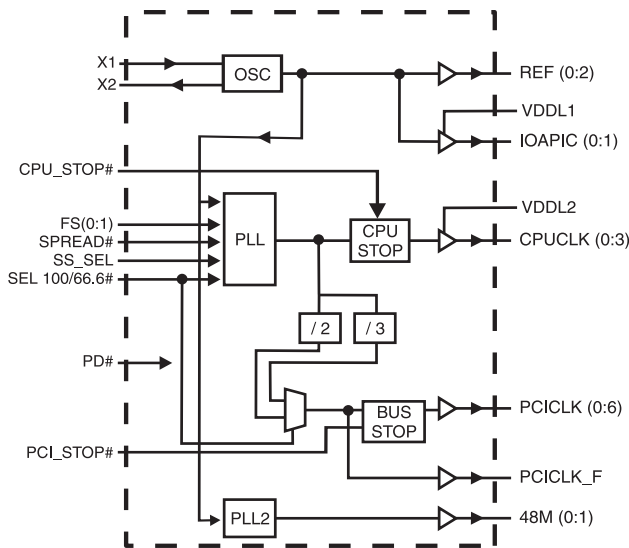 X1
X2
OSC
REF (0:2)
VDDL1
IOAPIC (0:1)
CPU_STOP#
VDDL2
FS(0:1)
SPREAD#
SS_SEL
SEL 100/66.6#
PLL
CPU
STOP
CPUCLK (0:3)
/ 2
/ 3
PD#
BUS
STOP
PCICLK (0:6)
PCI_STOP#
PCICLK_F
PLL2
48M (0:1)